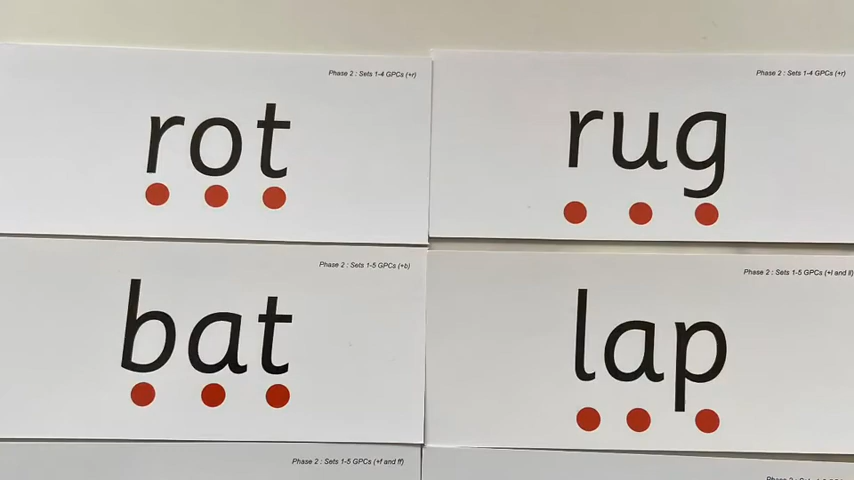 Phase 2 : Sets 1-4 GPCs (+r)
rot
Phase 2 : Sets 1-4 GPCs (+r)
rug
Phase 2 : Sets 1-5 GPCs (+b)
bat
Phase 2 : Sets 1-5 GPCs (+l and ll)
lap
Phase 2 : Sets 1-5 GPCs (+f and ff)